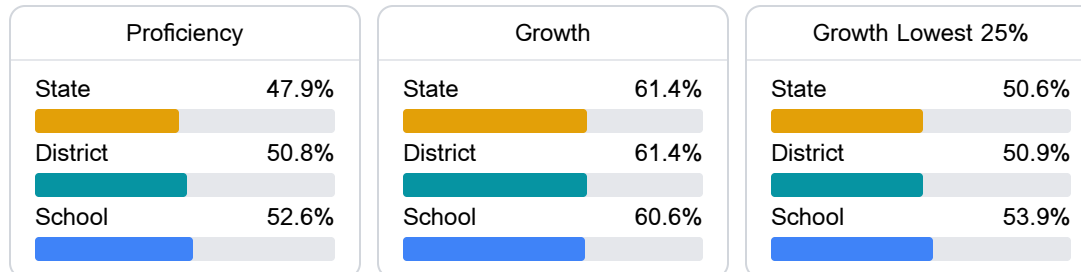 Proficiency
State 47.9%
District 50.8%
School 52.6%
Growth
State 61.4%
District 61.4%
School 60.6%
Growth Lowest 25%
State 50.6%
District 50.9%
School 53.9%